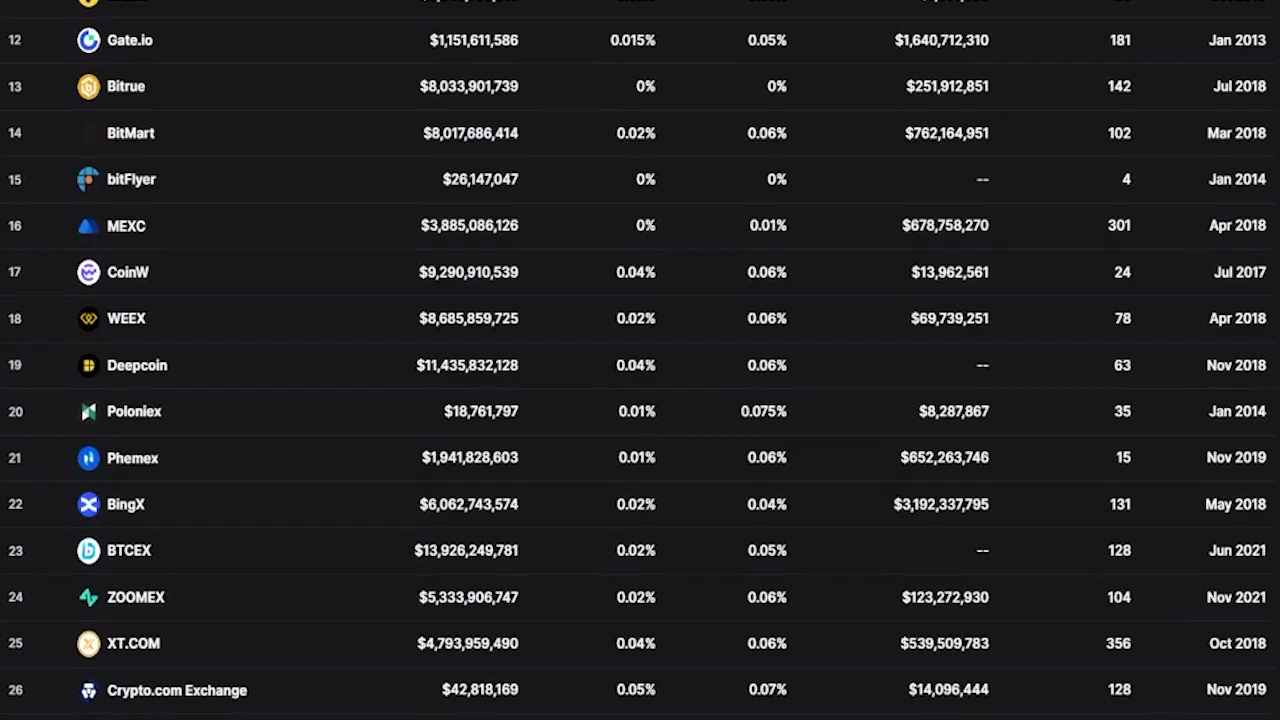 12 Gate.io $1,151,611,586 0.015% 0.05% $1,640,712,310 181 Jan 2013
13 Bitrue $8,033,901,739 0% 0% $251,912,851 142 Jul 2018
14 BitMart $8,017,686,414 0.02% 0.06% $762,164,951 102 Mar 2018
15 bitFlyer $26,147,047 0% 0% -- 4 Jan 2014
16 MEXC $3,885,086,126 0% 0.01% $678,758,270 301 Apr 2018
17 CoinW $9,290,910,539 0.04% 0.06% $13,962,561 24 Jul 2017
18 WEEX $8,685,859,725 0.02% 0.06% $69,739,251 78 Apr 2018
19 Deepcoin $11,435,832,128 0.04% 0.06% -- 63 Nov 2018
20 Poloniex $18,761,797 0.01% 0.075% $8,287,867 35 Jan 2014
21 Phemex $1,941,828,603 0.01% 0.06% $652,263,746 15 Nov 2019
22 BingX $6,062,743,574 0.02% 0.04% $3,192,337,795 131 May 2018
23 BTCEX $13,926,249,781 0.02% 0.05% -- 128 Jun 2021
24 ZOOMEX $5,333,906,747 0.02% 0.06% $123,272,930 104 Nov 2021
25 XT.COM $4,793,959,490 0.04% 0.06% $539,509,783 356 Oct 2018
26 Crypto.com Exchange $42,818,169 0.05% 0.07% $14,096,444 128 Nov 2019